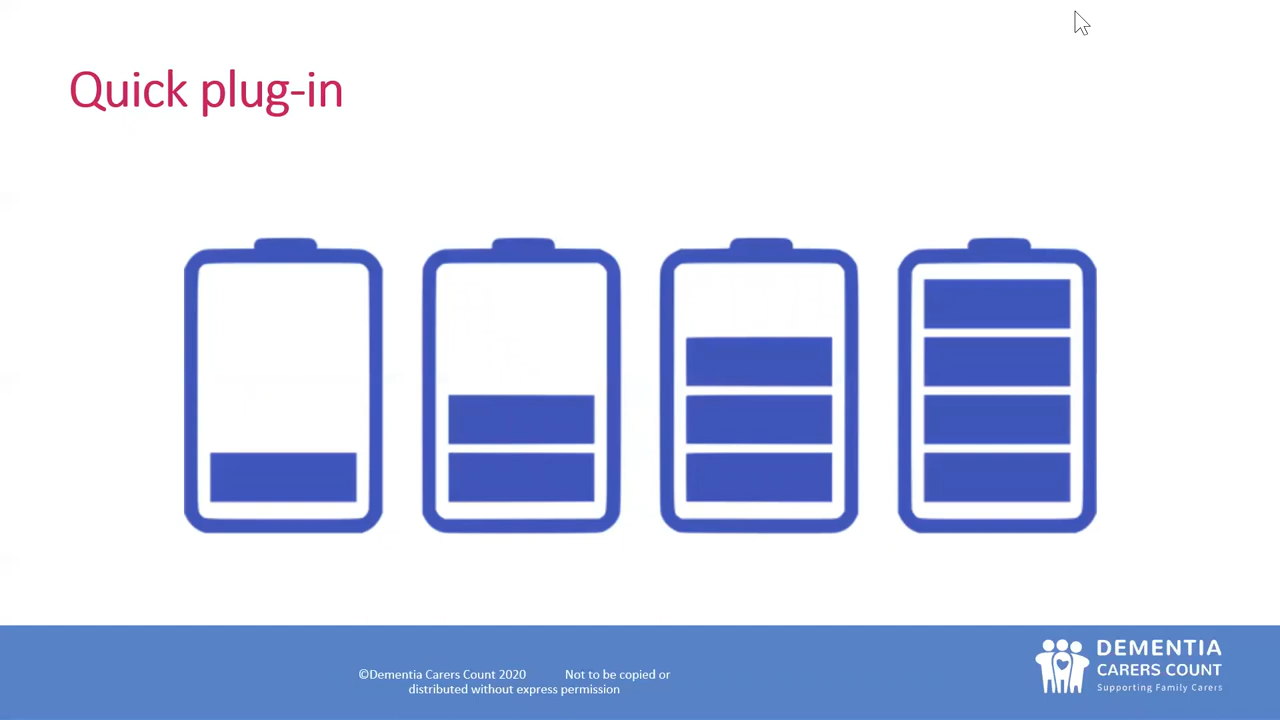 Quick plug-in
©Dementia Carers Count 2020 Not to be copied or
distributed without express permission
DEMENTIA
CARERS COUNT
Supporting Family Carers